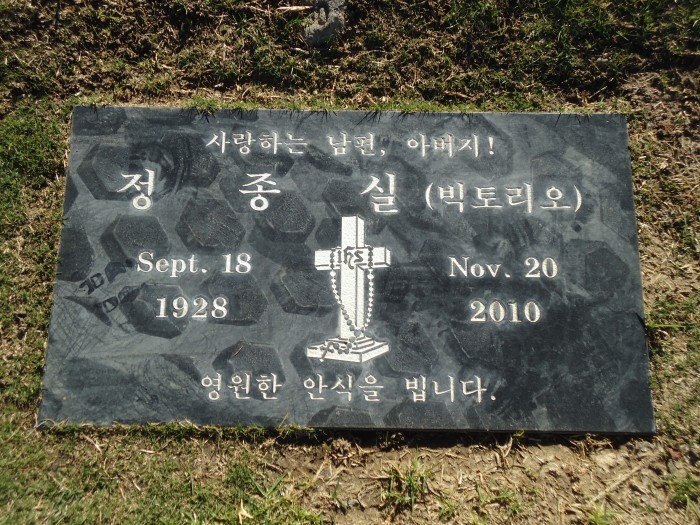 사랑하는 남편, 아버지!
정 종 실 (빅토리오)
Sept. 18 Nov. 20
1928 2010
IHS
영원한 안식을 빕니다.